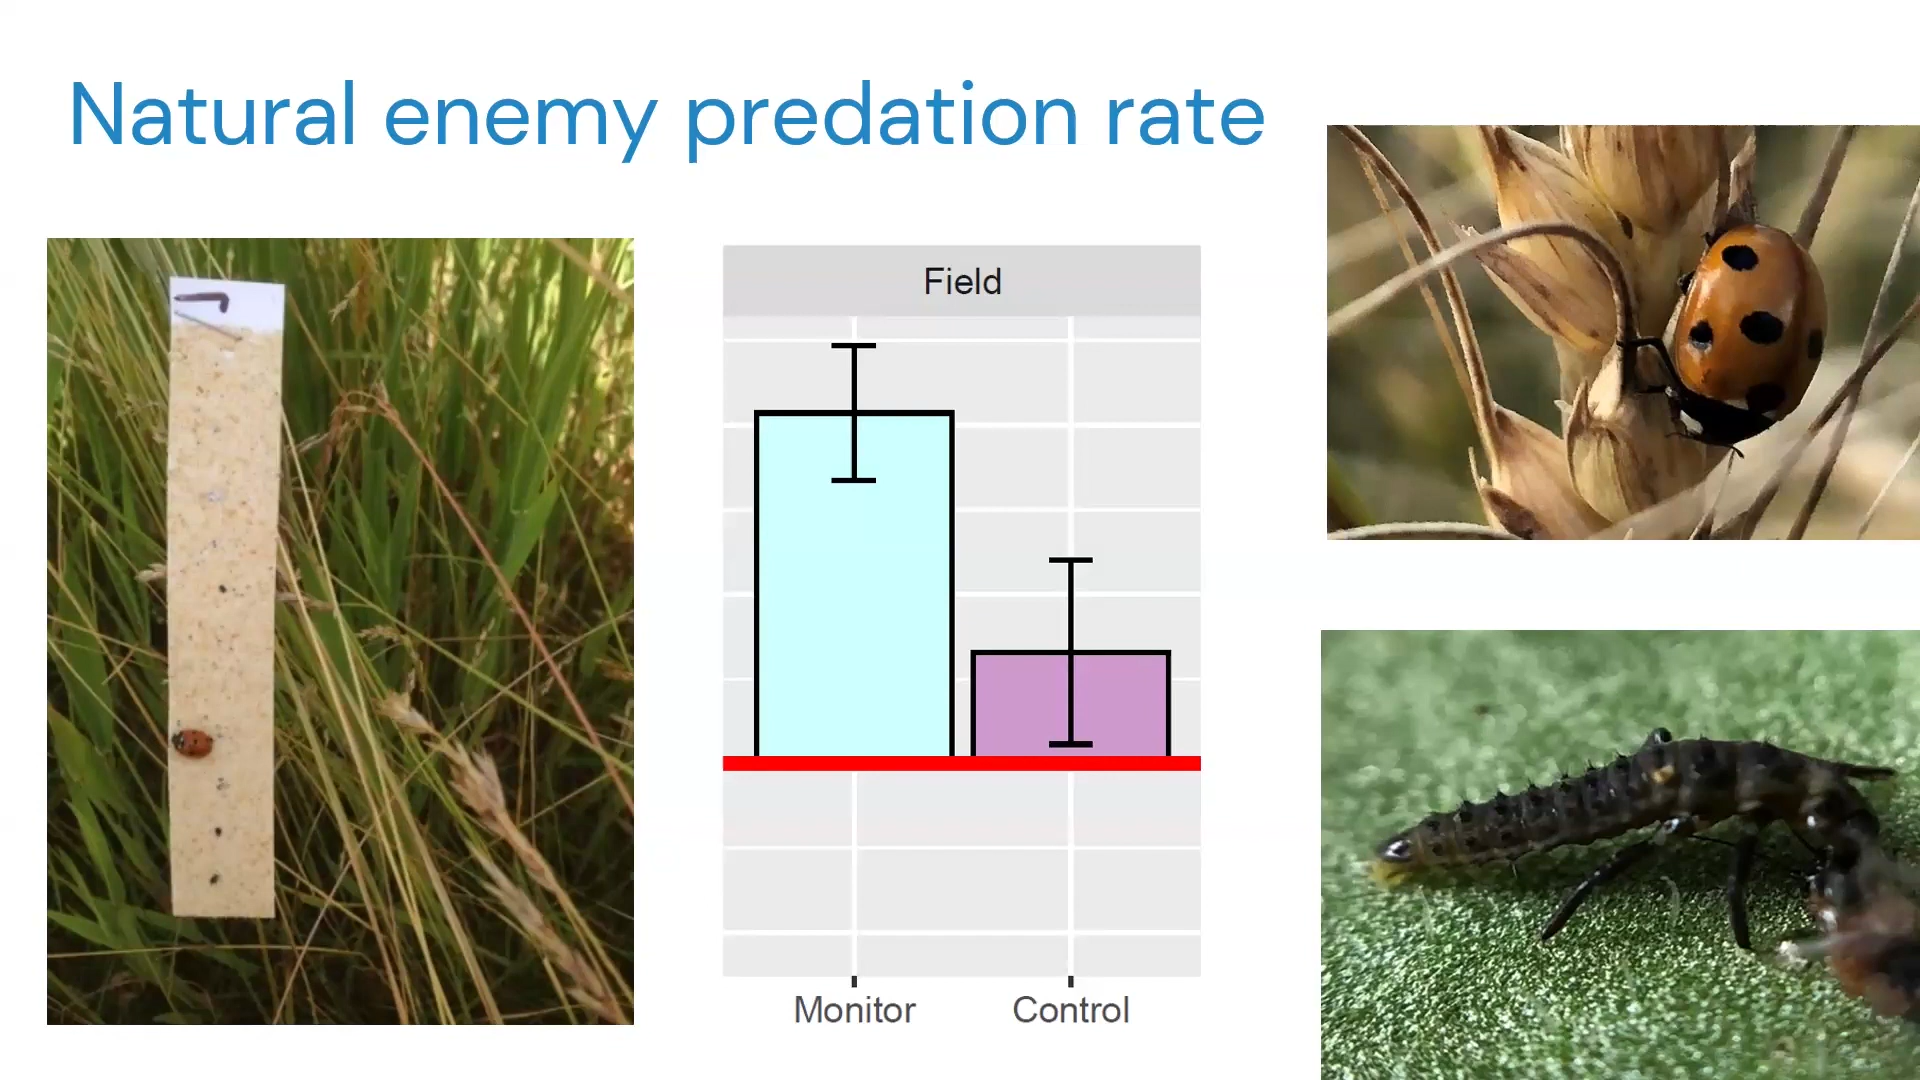 Natural enemy predation rate
Field
Monitor
Control